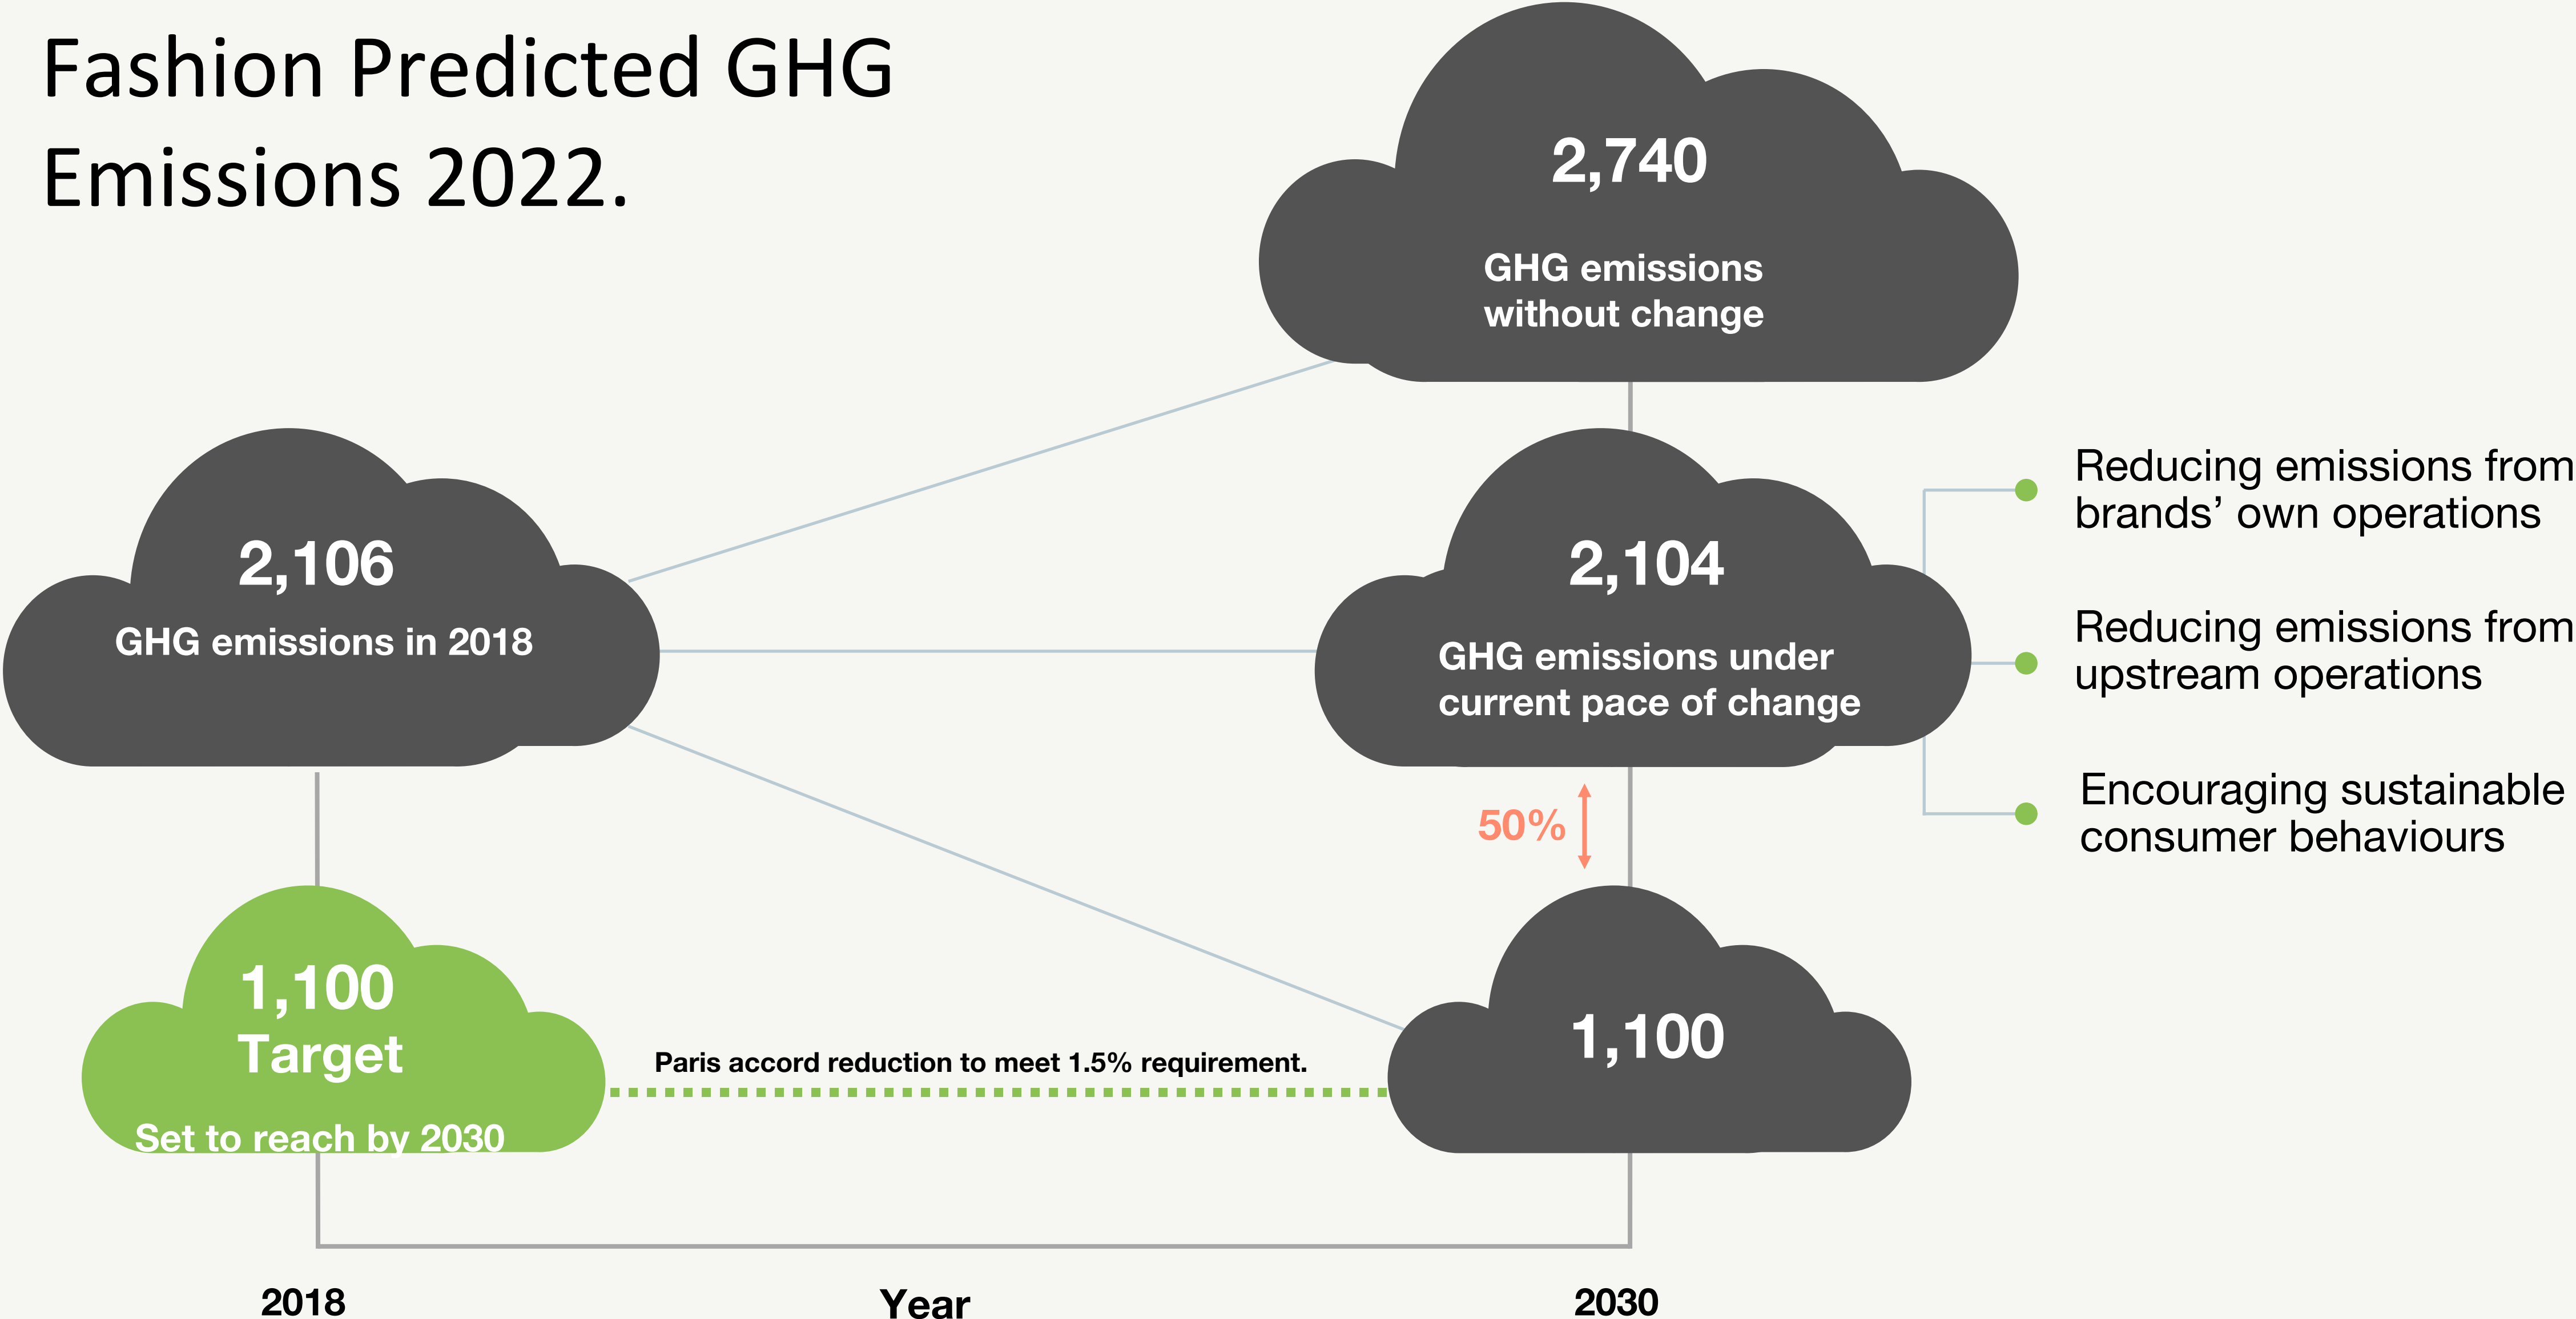 Fashion Predicted GHG
Emissions 2022.
2,740
GHG emissions
without change
2,106
GHG emissions in 2018
2,104
GHG emissions under
current pace of change
Reducing emissions from
brands’ own operations
Reducing emissions from
upstream operations
Encouraging sustainable
consumer behaviours
50%
1,100
Target
Set to reach by 2030
Paris accord reduction to meet 1.5% requirement.
1,100
2018
Year
2030